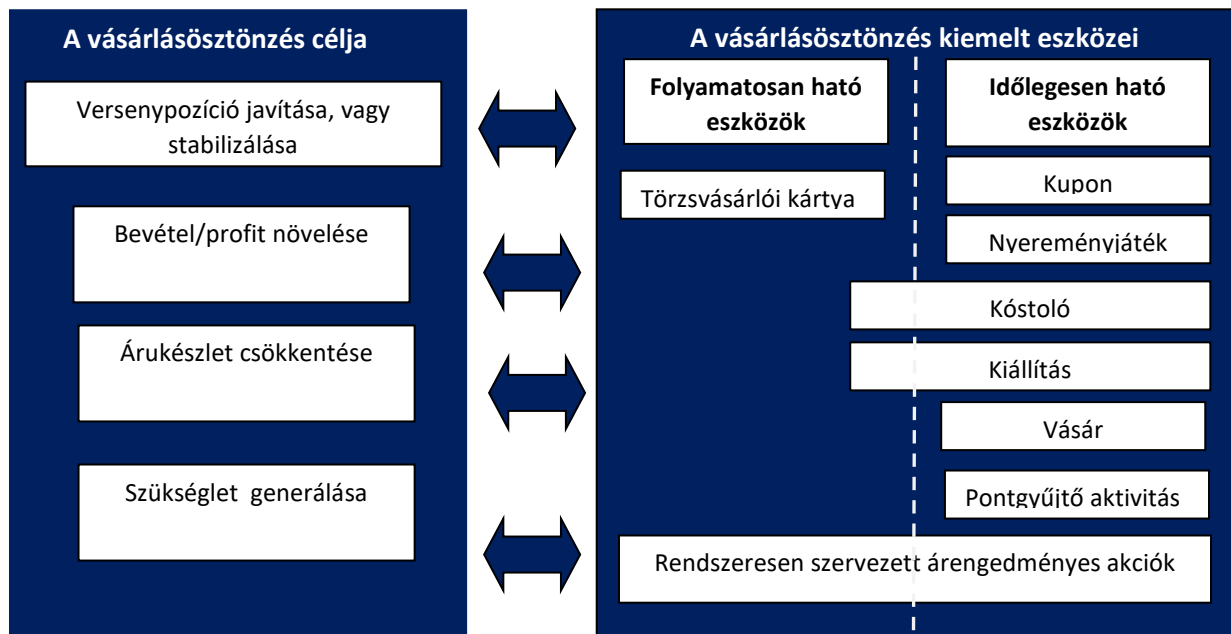 A vásárlásösztönzés célja
Versenypozíció javítása, vagy
stabilizálása
Bevétel/profit növelése
Árukészlet csökkentése
Szükséglet generálása
A vásárlásösztönzés kiemelt eszközei
Folyamatosan ható
eszközök
Törzsvásárlói kártya
Időlegesen ható
eszközök
Kupon
Nyereményjáték
Kóstoló
Kiállítás
Vásár
Pontgyűjtő aktivitás
Rendszeresen szervezett árengedményes akciók